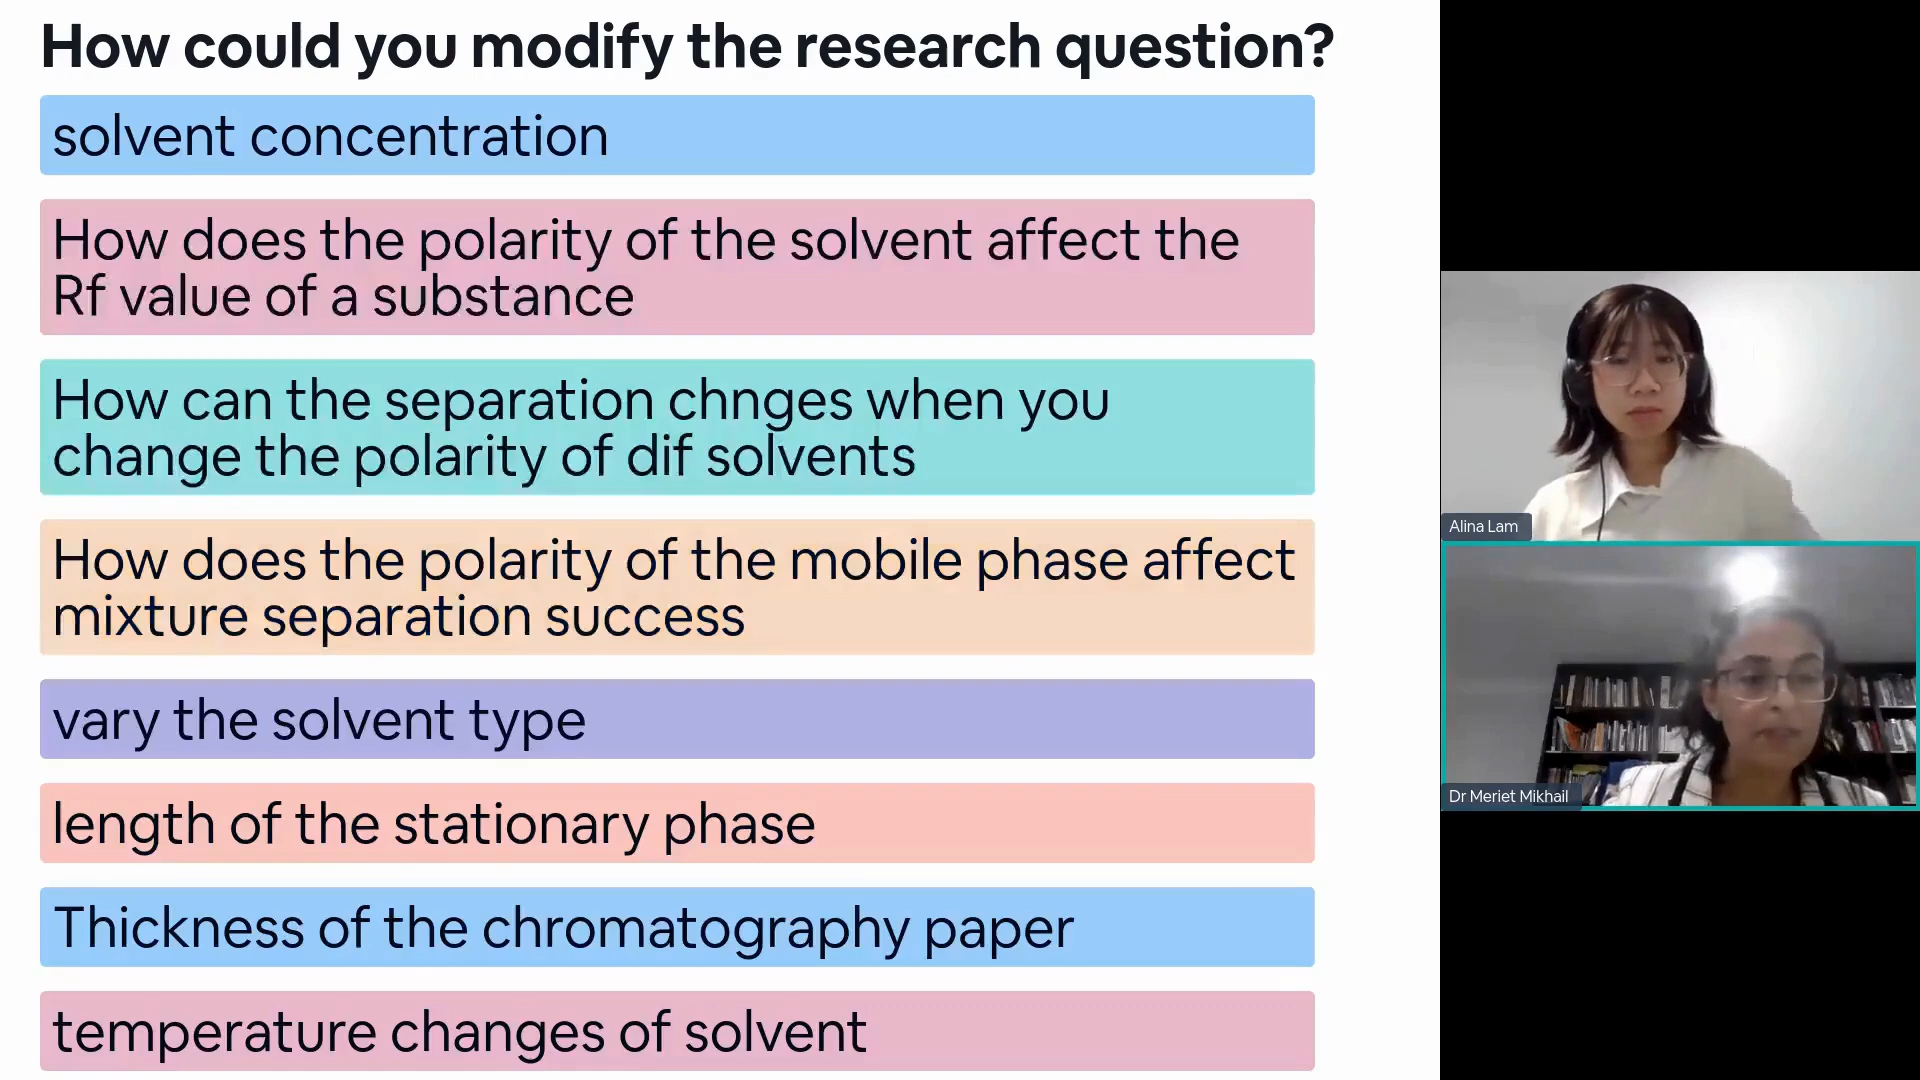 How could you modify the research question?
solvent concentration
How does the polarity of the solvent affect the
Rf value of a substance
How can the separation chnges when you
change the polarity of dif solvents
How does the polarity of the mobile phase affect
mixture separation success
vary the solvent type
length of the stationary phase
Thickness of the chromatography paper
temperature changes of solvent
Alina Lam
Dr Meriet Mikhail